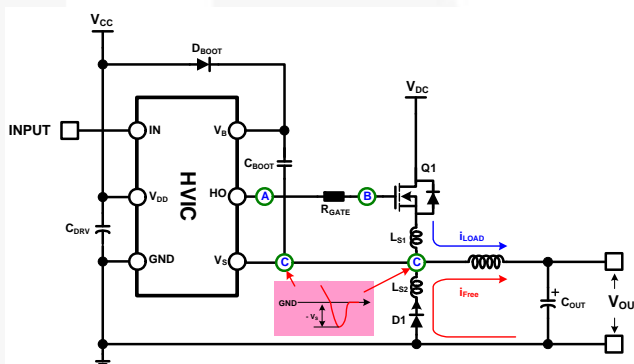 VCC
DBOOT
VDC
INPUT
IN
VB
CBOOT
Q1
HVIC
HO
A
B
RGATE
VDD
CDRV
LS1
iLOAD
GND
VS
C
C
LS2
iFree
GND
- VS
D1
COUT
+
VOU